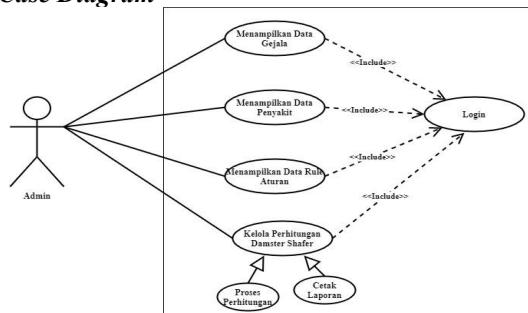 Case Diagram
Menampilkan Data
Gejala
<<Include>>
Menampilkan Data
Penyakit
<<Include>>
Login
Menampilkan Data Rule
Aturan
<<Include>>
Admin
<<Include>>
Kelola Perhitungan
Damster Shafer
Proses
Perhitungan
Cetak
Laporan